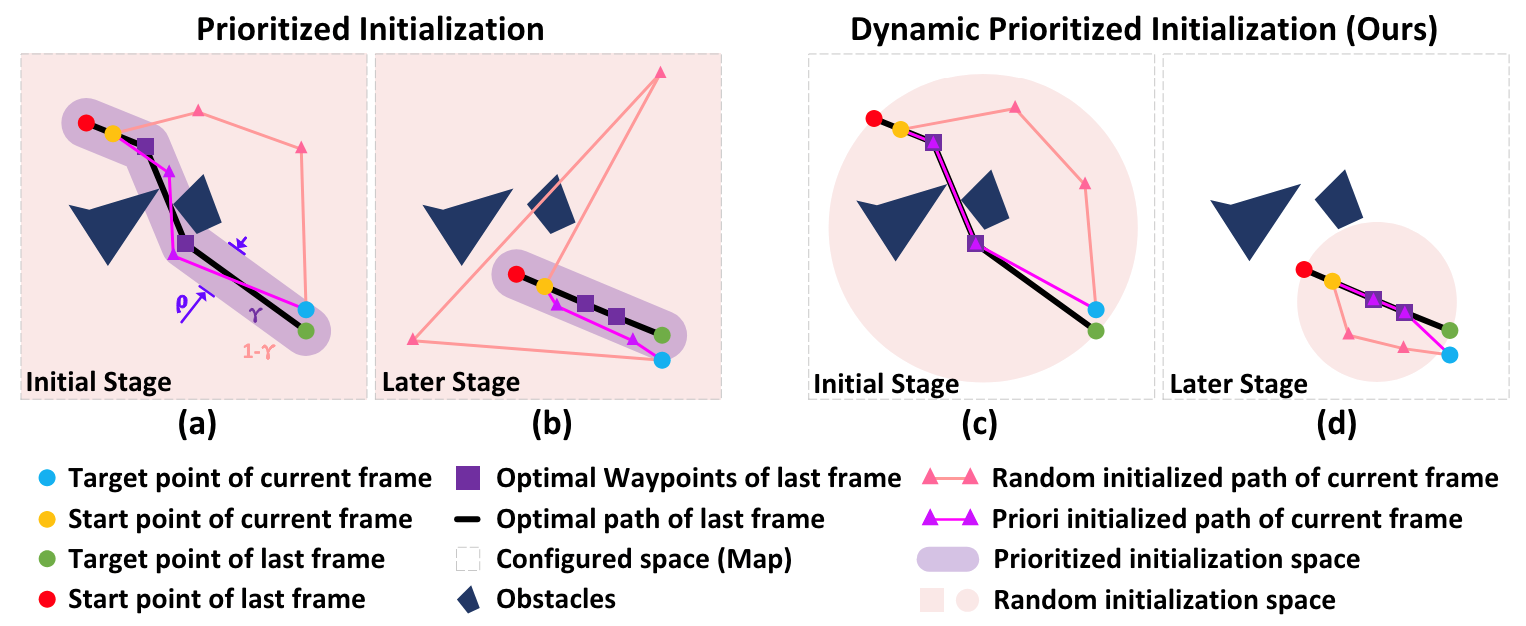 Prioritized Initialization
Dynamic Prioritized Initialization (Ours)
ρ
γ
1-γ
Initial Stage
Later Stage
Initial Stage
Later Stage
(a)
(b)
(c)
(d)
Target point of current frame
Optimal Waypoints of last frame
Random initialized path of current frame
Start point of current frame
Optimal path of last frame
Priori initialized path of current frame
Target point of last frame
Configured space (Map)
Prioritized initialization space
Start point of last frame
Obstacles
Random initialization space